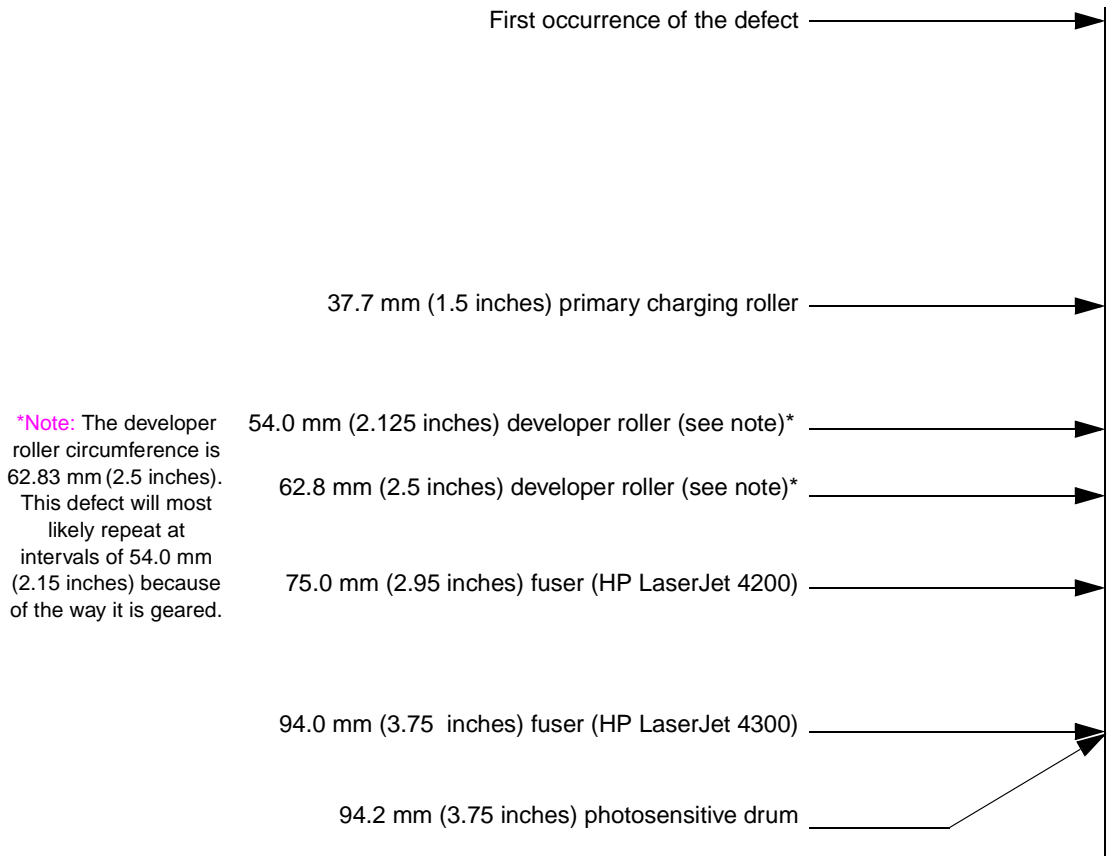 First occurrence of the defect
37.7 mm (1.5 inches) primary charging roller
*Note: The developer
roller circumference is
62.83 mm (2.5 inches).
This defect will most
likely repeat at
intervals of 54.0 mm
(2.15 inches) because
of the way it is geared.
54.0 mm (2.125 inches) developer roller (see note)*
62.8 mm (2.5 inches) developer roller (see note)*
75.0 mm (2.95 inches) fuser (HP LaserJet 4200)
94.0 mm (3.75 inches) fuser (HP LaserJet 4300)
94.2 mm (3.75 inches) photosensitive drum